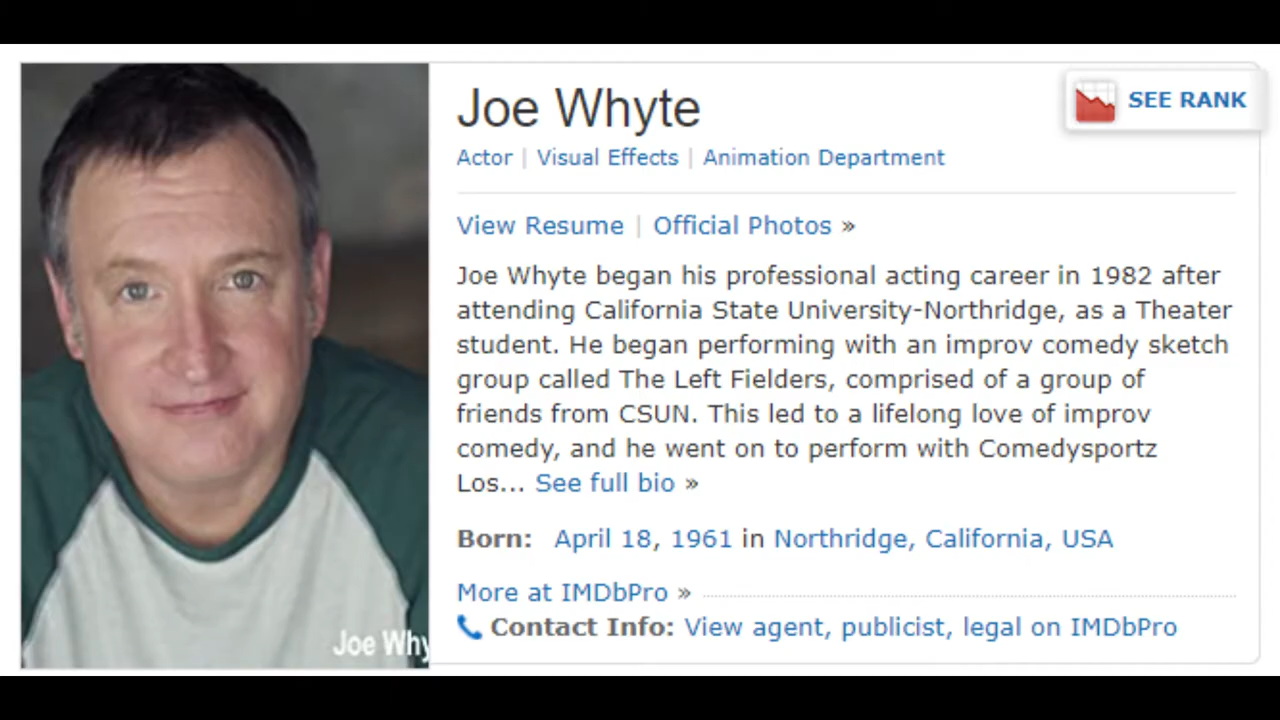 Joe Whyte
SEE RANK
Actor | Visual Effects | Animation Department
View Resume | Official Photos »
Joe Whyte began his professional acting career in 1982 after
attending California State University-Northridge, as a Theater
student. He began performing with an improv comedy sketch
group called The Left Fielders, comprised of a group of
friends from CSUN. This led to a lifelong love of improv
comedy, and he went on to perform with Comedysportz
Los... See full bio »
Born: April 18, 1961 in Northridge, California, USA
More at IMDbPro »
Contact Info: View agent, publicist, legal on IMDbPro
Joe Why